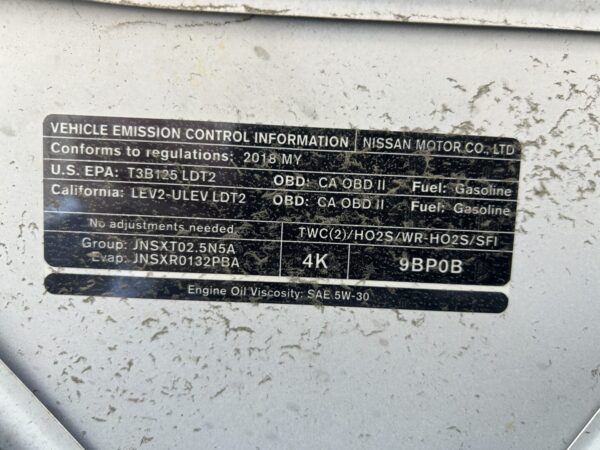 VEHICLE EMISSION CONTROL INFORMATION NISSAN MOTOR CO., LTD
Conforms to regulations: 2018 MY
U.S. EPA: T3B125 LDT2 OBD: CA OBD II Fuel: Gasoline
California: LEV2-ULEV LDT2 OBD: CA OBD II Fuel: Gasoline
No adjustments needed. TWC(2)/HO2S/WR-HO2S/SFI
Group: JNSXT02.5N5A
Evap: JNSXR0132PBA 4K 9BP0B
Engine Oil Viscosity: SAE 5W-30